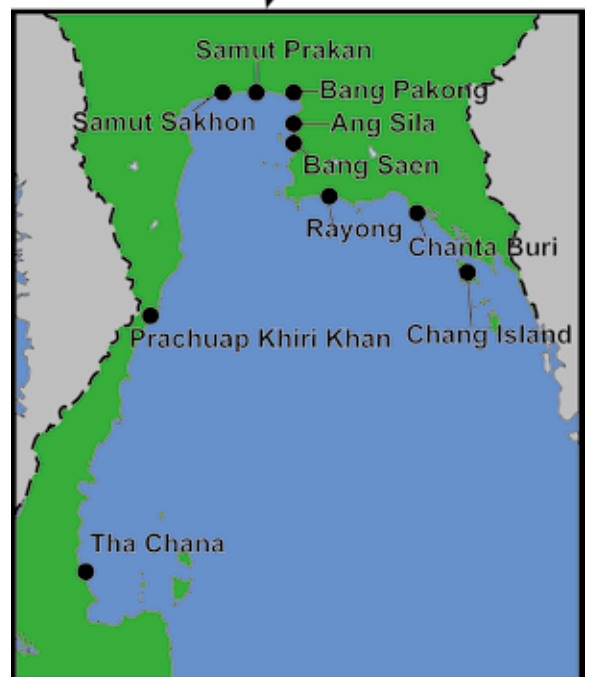 Samut Prakan
Bang Pakong
Samut Sakhon
Ang Sila
Bang Saen
Rayong
Chanta Buri
Prachuap Khiri Khan
Chang Island
Tha Chana